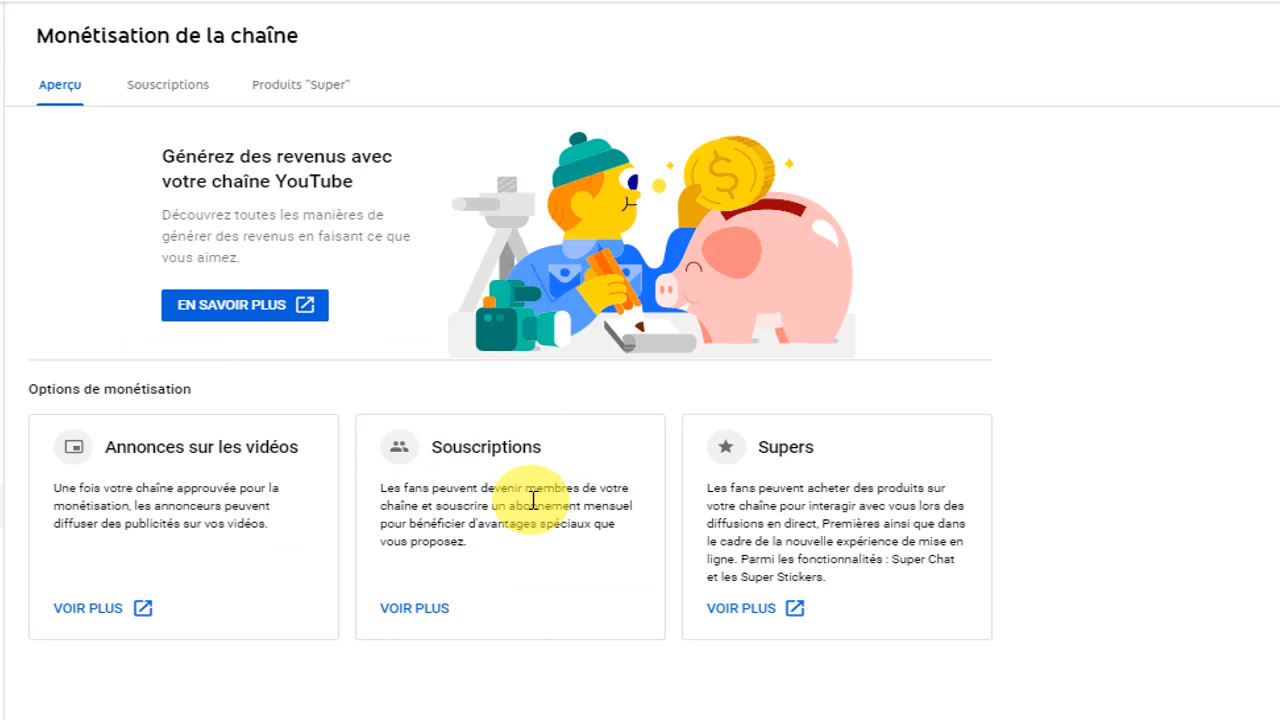 Monétisation de la chaîne
Aperçu
Souscriptions
Produits "Super"
Générez des revenus avec
votre chaîne YouTube
Découvrez toutes les manières de
générer des revenus en faisant ce que
vous aimez.
EN SAVOIR PLUS
Options de monétisation
Annonces sur les vidéos
Une fois votre chaîne approuvée pour la
monétisation, les annonceurs peuvent
diffuser des publicités sur vos vidéos.
VOIR PLUS
Souscriptions
Les fans peuvent devenir membres de votre
chaîne et souscrire un abonnement mensuel
pour bénéficier d'avantages spéciaux que
vous proposez.
VOIR PLUS
Supers
Les fans peuvent acheter des produits sur
votre chaîne pour interagir avec vous lors des
diffusions en direct, Premières ainsi que dans
le cadre de la nouvelle expérience de mise en
ligne. Parmi les fonctionnalités : Super Chat
et les Super Stickers.
VOIR PLUS